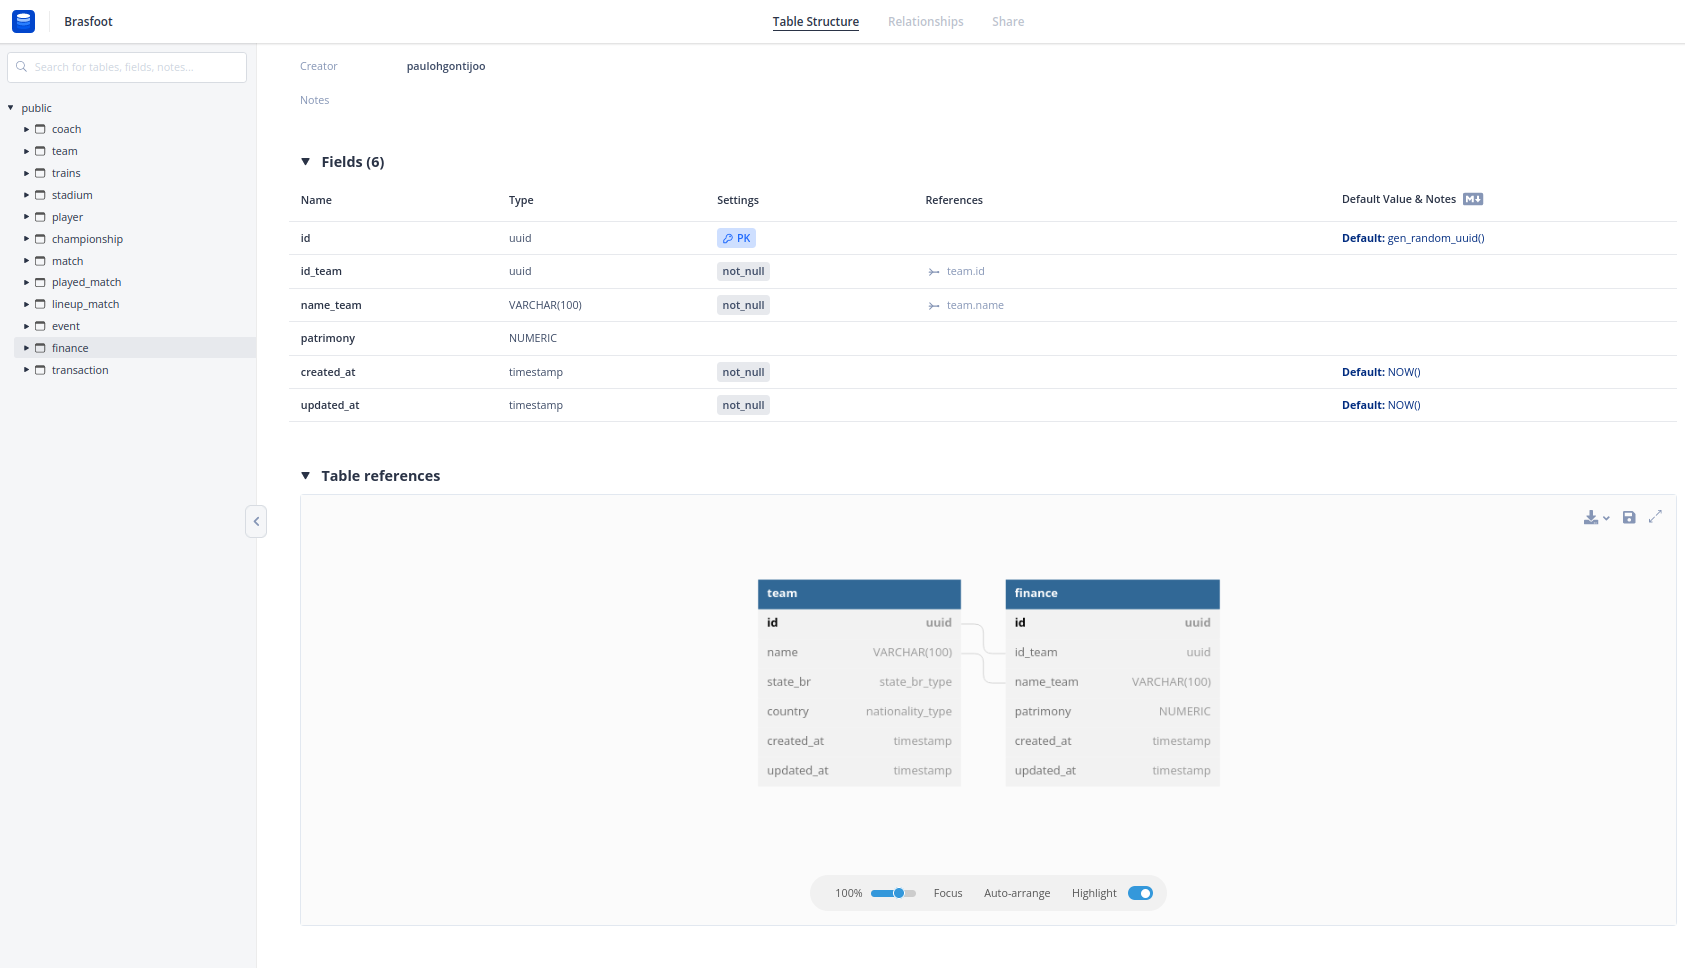 Brasfoot
Table Structure Relationships Share
Search for tables, fields, notes...
public
coach
team
trains
stadium
player
championship
match
played_match
lineup_match
event
finance
transaction
Creator paulohgontijoo
Notes
Fields (6)
Name Type Settings References Default Value & Notes M
id uuid PK Default: gen_random_uuid()
id_team uuid not_null team.id
name_team VARCHAR(100) not_null team.name
patrimony NUMERIC
created_at timestamp not_null Default: NOW()
updated_at timestamp not_null Default: NOW()
Table references
team
id uuid
name VARCHAR(100)
state_br state_br_type
country nationality_type
created_at timestamp
updated_at timestamp
finance
id uuid
id_team uuid
name_team VARCHAR(100)
patrimony NUMERIC
created_at timestamp
updated_at timestamp
100% Focus Auto-arrange Highlight